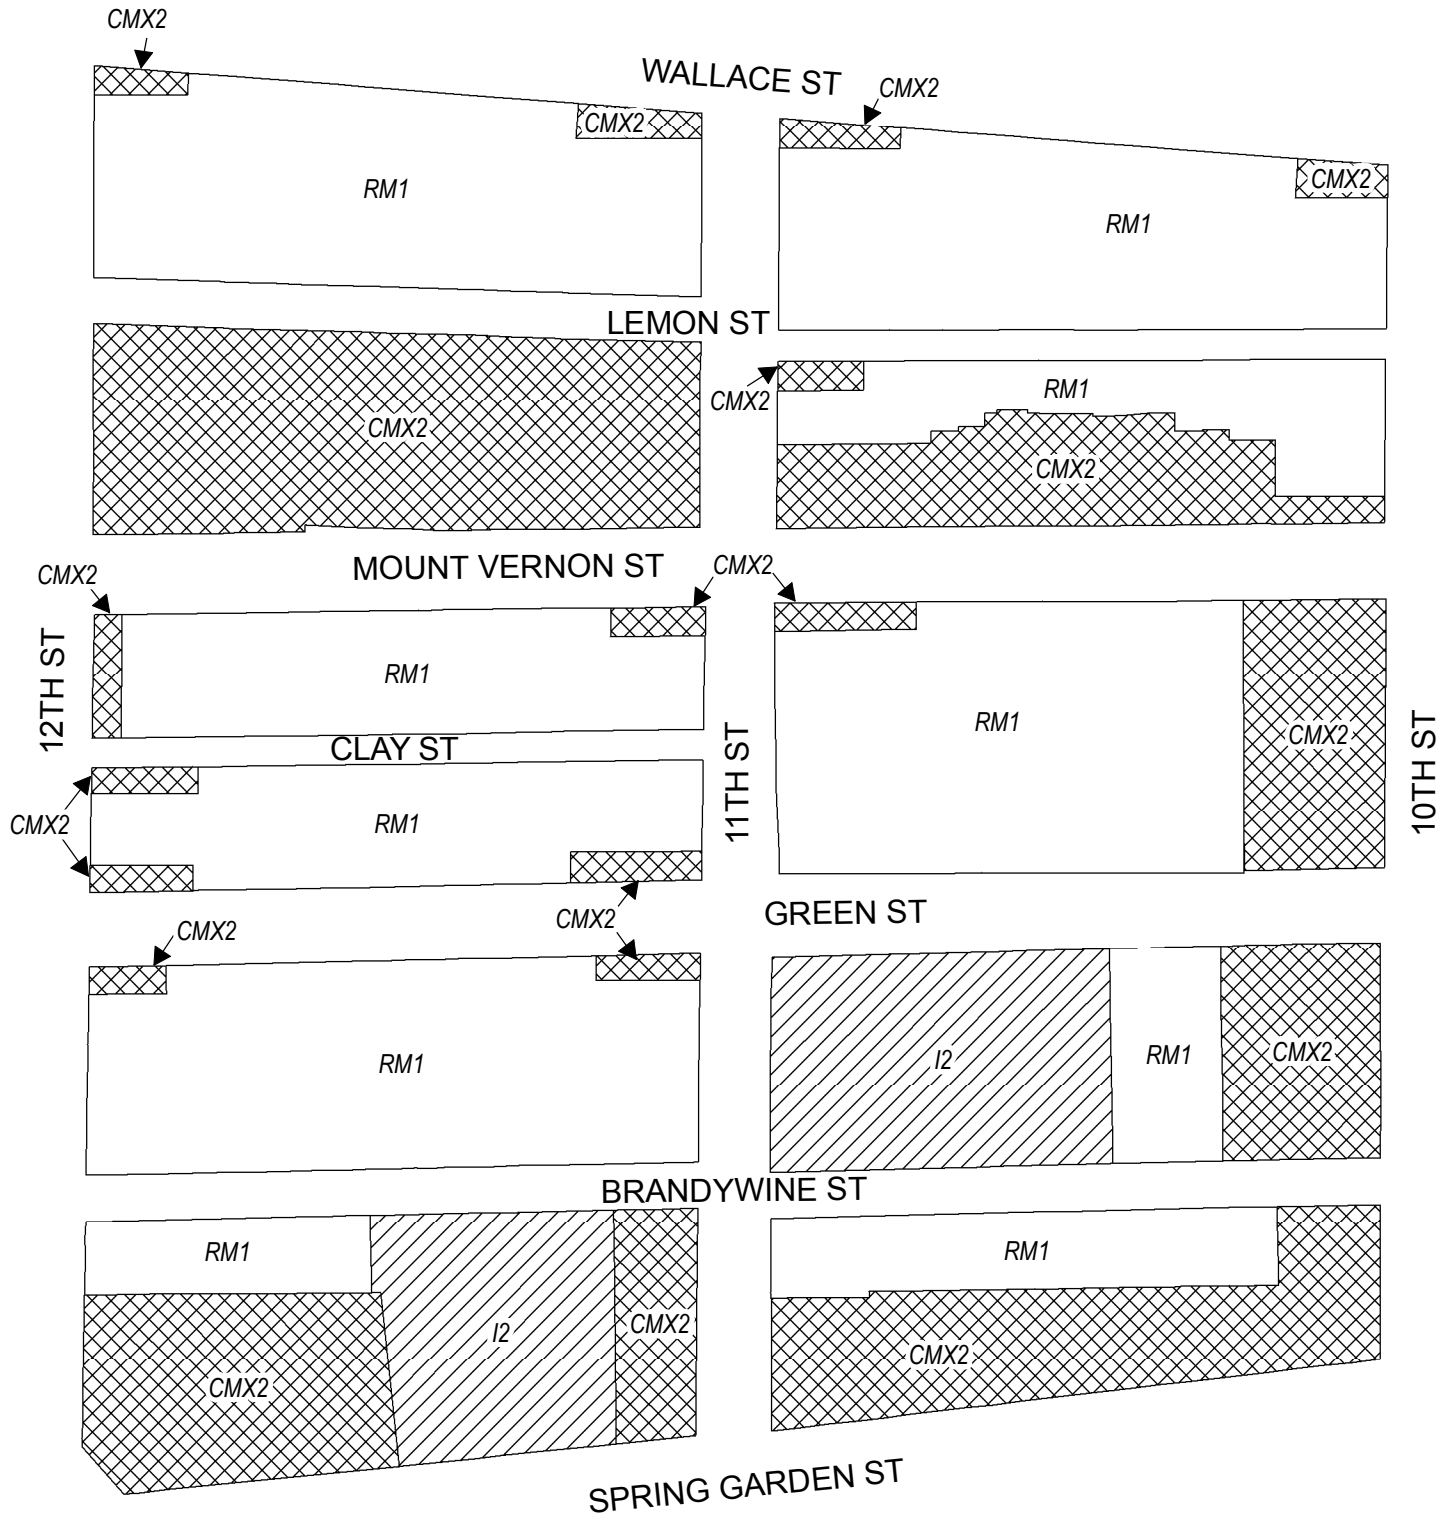 CMX2
WALLACE ST
CMX2
CMX2
CMX2
RM1
RM1
LEMON ST
CMX2
RM1
CMX2
CMX2
MOUNT VERNON ST
CMX2
CMX2
12TH ST
RM1
RM1
CMX2
10TH ST
CLAY ST
11TH ST
CMX2
RM1
GREEN ST
CMX2
CMX2
RM1
I2
RM1
CMX2
BRANDYWINE ST
RM1
RM1
I2
CMX2
CMX2
CMX2
SPRING GARDEN ST